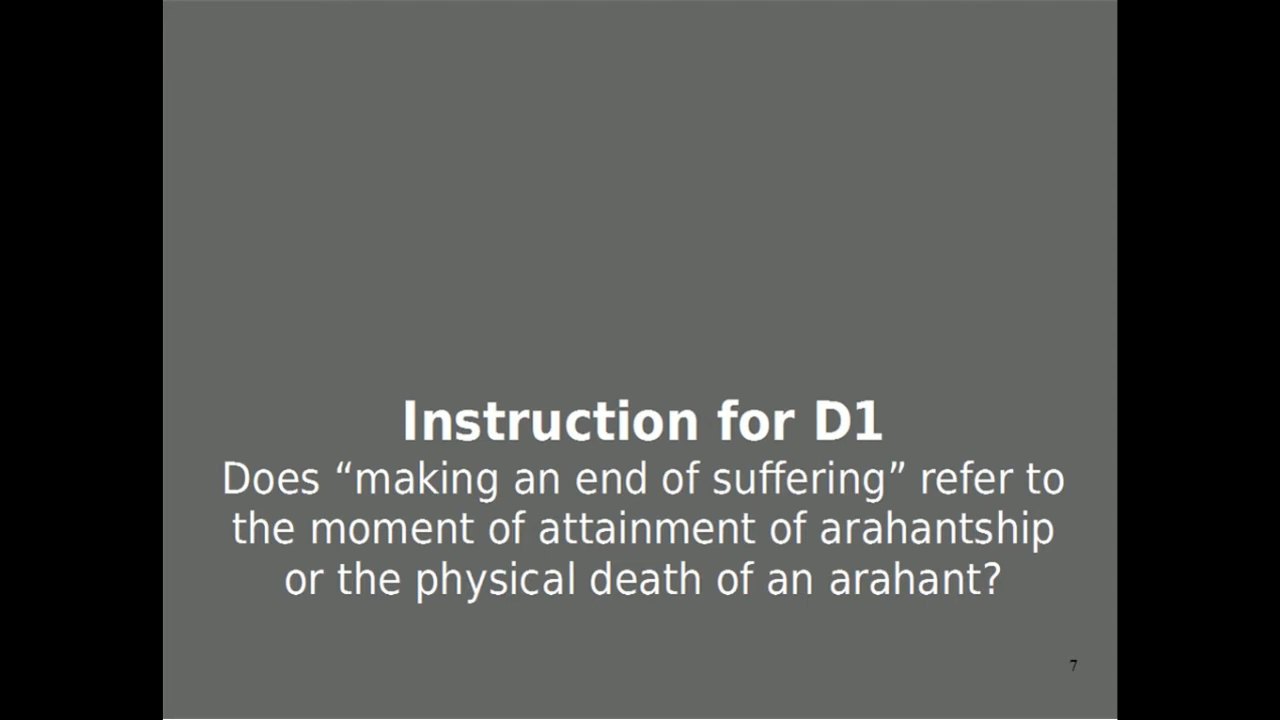 Instruction for D1
Does “making an end of suffering” refer to
the moment of attainment of arahantship
or the physical death of an arahant?
7